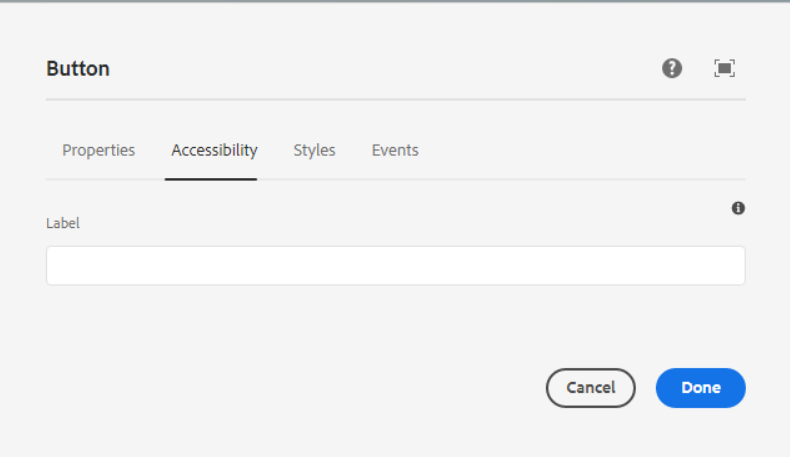 Button
Properties Accessibility Styles Events
Label
Cancel Done